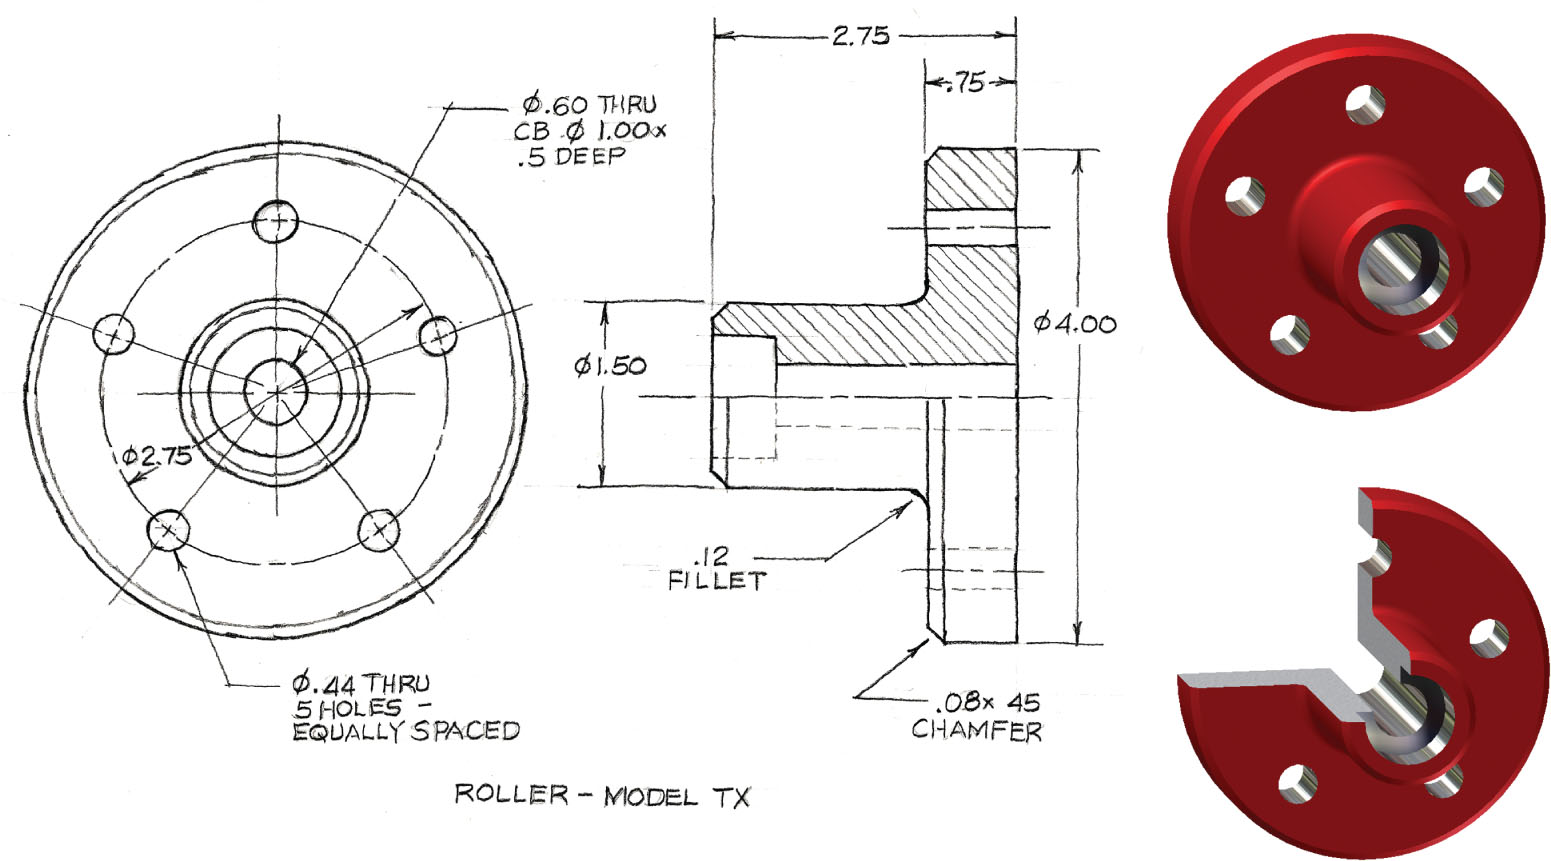 2.75
.75
Ø.60 THRU
CB Ø 1.00x
.5 DEEP
Ø4.00
Ø1.50
Ø2.75
.12
FILLET
Ø.44 THRU
5 HOLES -
EQUALLY SPACED
.08x 45
CHAMFER
ROLLER - MODEL TX